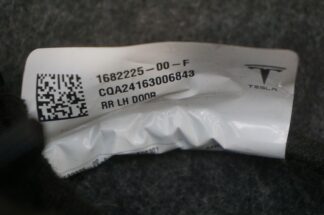 1682225-00-F
CQA24163006843
RR LH DOOR
TESLA